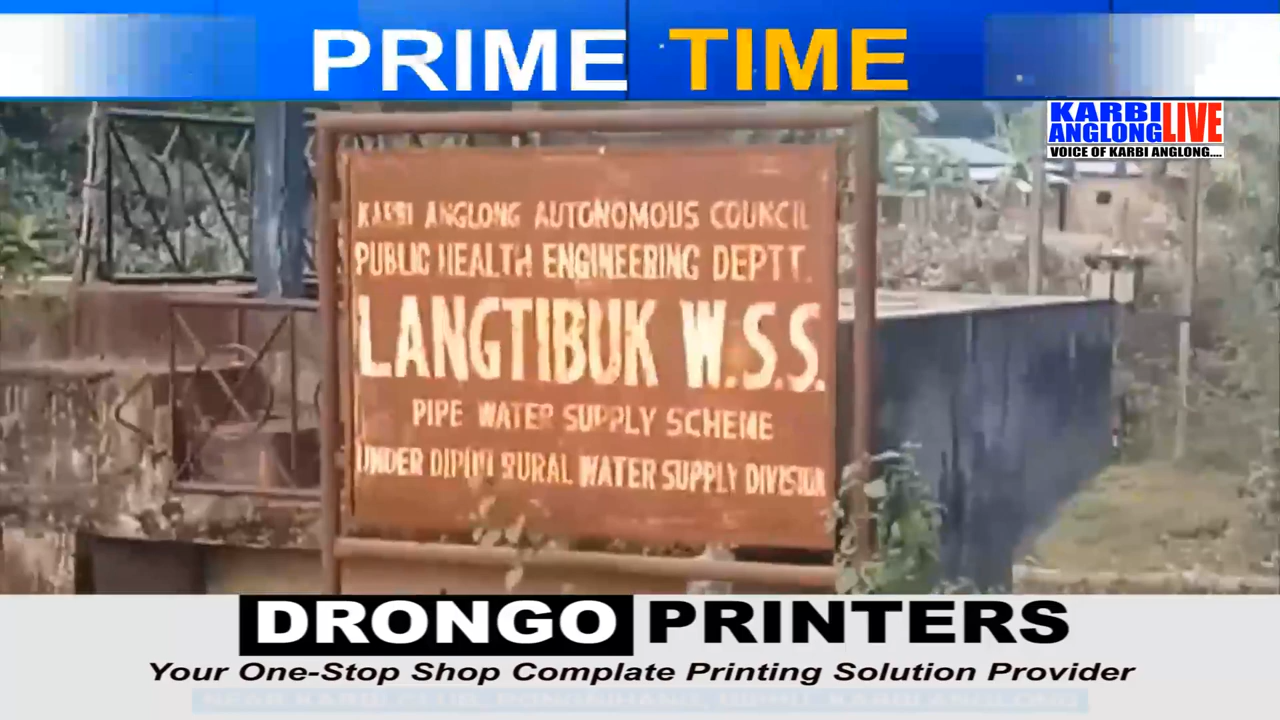 PRIME TIME
KARBI
ANGLONG LIVE
VOICE OF KARBI ANGLONG....
KARBI ANGLONG AUTONOMOUS COUNCIL
PUBLIC HEALTH ENGINEERING DEPTT.
LANGTIBUK W.S.S.
PIPE WATER SUPPLY SCHEME
UNDER DIPHU RURAL WATER SUPPLY DIVISION
DRONGO PRINTERS
Your One-Stop Shop Complate Printing Solution Provider